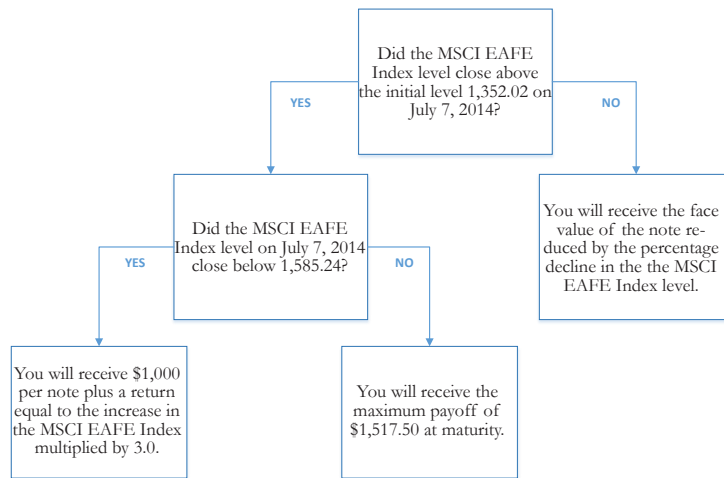 Did the MSCI EAFE
Index level close above
the initial level 1,352.02 on
July 7, 2014?
YES
NO
Did the MSCI EAFE
Index level on July 7, 2014
close below 1,585.24?
You will receive the face
value of the note re-
duced by the percentage
decline in the the MSCI
EAFE Index level.
YES
NO
You will receive $1,000
per note plus a return
equal to the increase in
the MSCI EAFE Index
multiplied by 3.0.
You will receive the
maximum payoff of
$1,517.50 at maturity.